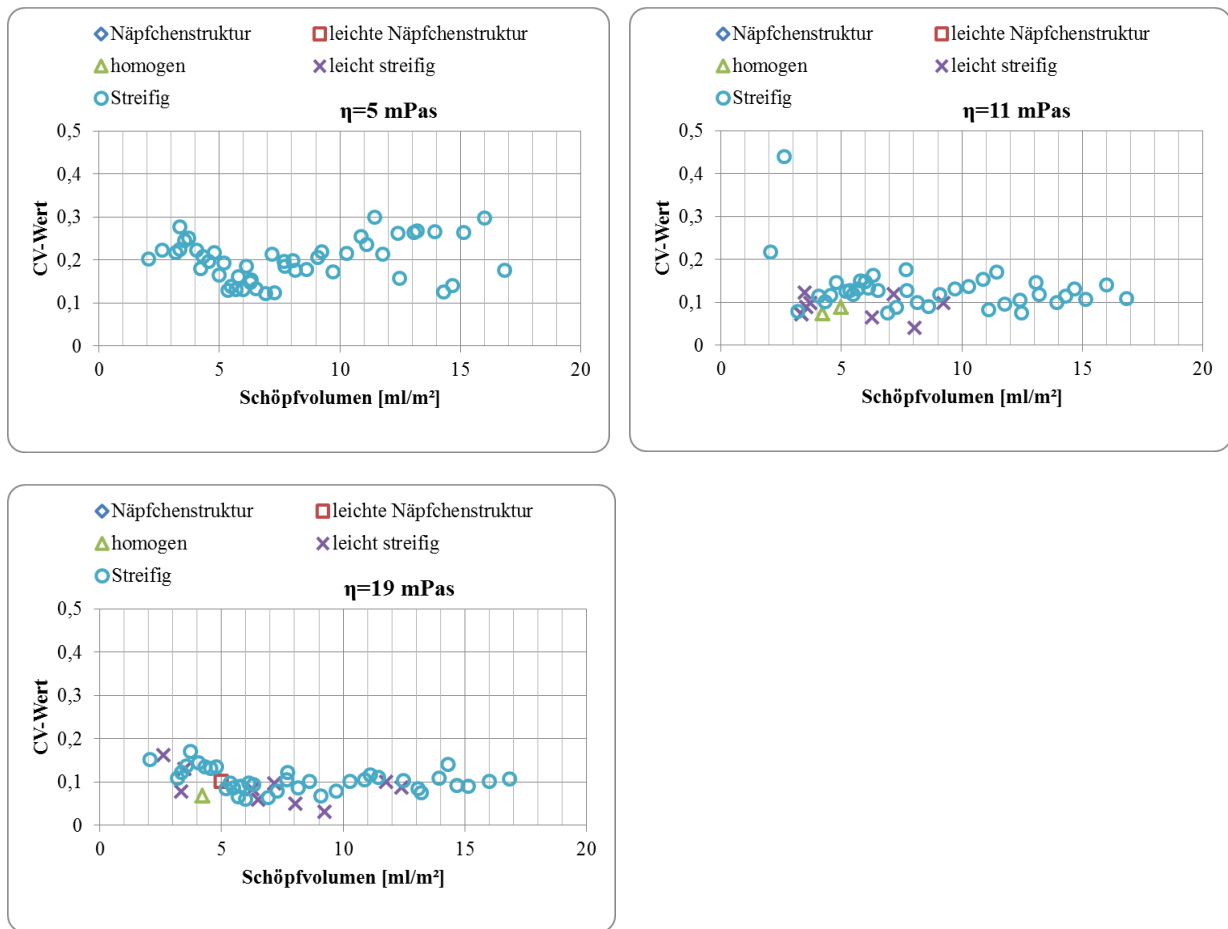 Näpfchenstruktur leichte Näpfchenstruktur
homogen leicht streifig
Streifig
η=5 mPas
0,5
0,4
0,3
0,2
0,1
0
CV-Wert
0 5 10 15 20
Schöpfvolumen [ml/m²]
Näpfchenstruktur leichte Näpfchenstruktur
homogen leicht streifig
Streifig
η=11 mPas
0,5
0,4
0,3
0,2
0,1
0
CV-Wert
0 5 10 15 20
Schöpfvolumen [ml/m²]
Näpfchenstruktur leichte Näpfchenstruktur
homogen leicht streifig
Streifig
η=19 mPas
0,5
0,4
0,3
0,2
0,1
0
CV-Wert
0 5 10 15 20
Schöpfvolumen [ml/m²]